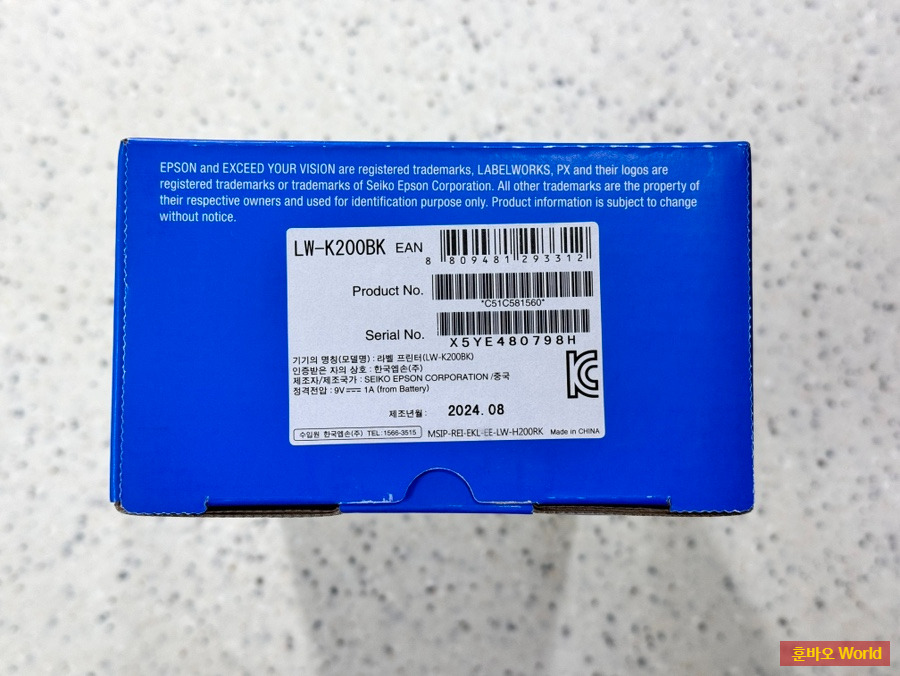 EPSON and EXCEED YOUR VISION are registered trademarks, LABELWORKS, PX and their logos are
registered trademarks or trademarks of Seiko Epson Corporation. All other trademarks are the property of
their respective owners and used for identification purpose only. Product information is subject to change
without notice.
LW-K200BK EAN
8 809481 293312
Product No.
*C51C581560*
Serial No.
X5YE480798H
기기의 명칭(모델명) : 라벨 프린터(LW-K200BK)
인증받은 자의 상호 : 한국엡손(주)
제조자/제조국가 : SEIKO EPSON CORPORATION /중국
정격전압 : 9V⎓ 1A (from Battery)
제조년월 : 2024.08
수입원 한국엡손(주) TEL:1566-3515 MSIP-REI-EKL-EE-LW-H200RK Made in CHINA
훈바오 World